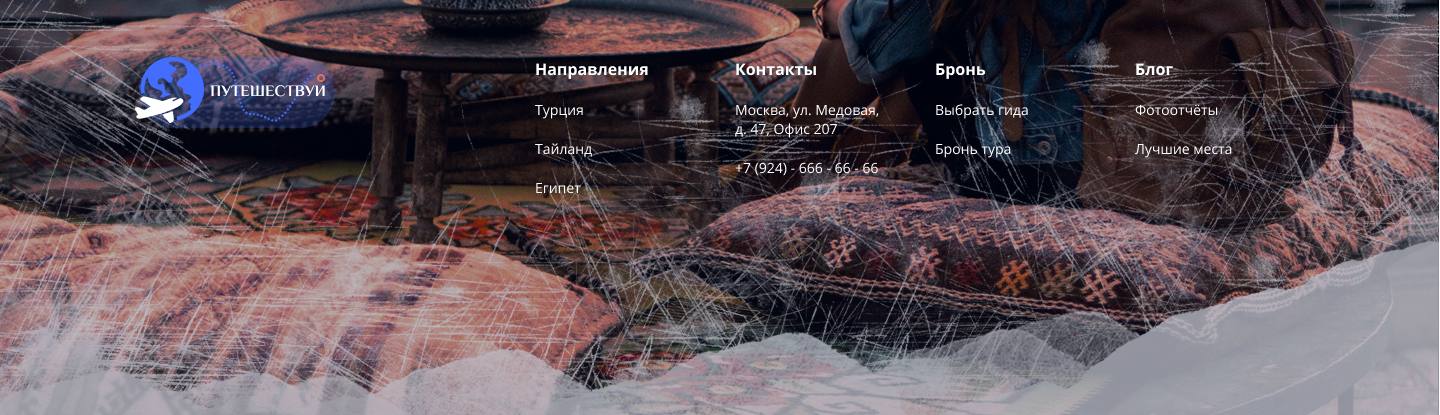 ПУТЕШЕСТВУЙ
Направления
Турция
Тайланд
Египет
Контакты
Москва, ул. Медовая,
д. 47, Офис 207
+7 (924) - 666 - 66 - 66
Бронь
Выбрать гида
Бронь тура
Блог
Фотоотчёты
Лучшие места